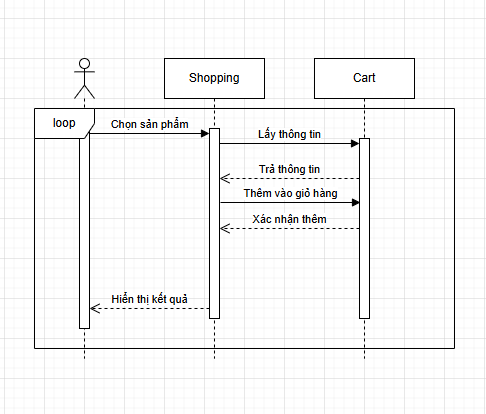 Shopping
Cart
loop
Chọn sản phẩm
Lấy thông tin
Trả thông tin
Thêm vào giỏ hàng
Xác nhận thêm
Hiển thị kết quả